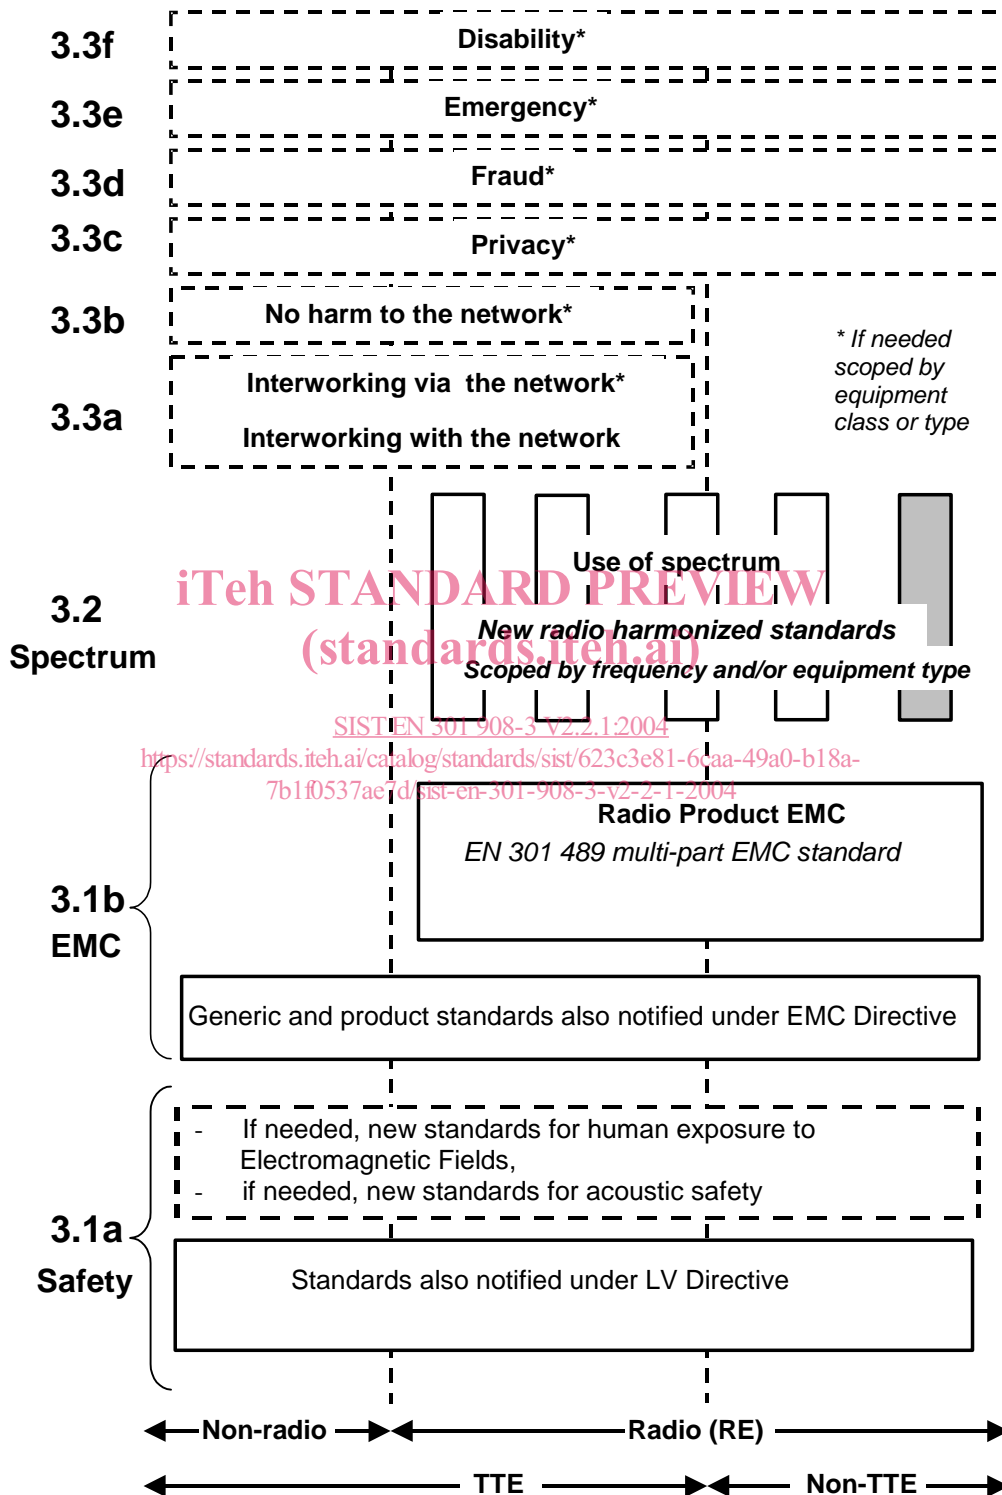 3.3f
Disability*
3.3e
Emergency*
3.3d
Fraud*
3.3c
Privacy*
3.3b
No harm to the network*
* If needed
scoped by
equipment
class or type
3.3a
Interworking via the network*
Interworking with the network
Use of spectrum
iTeh STANDARD PREVIEW
3.2
Spectrum
New radio harmonized standards
(standards.iteh.ai)
Scoped by frequency and/or equipment type
SIST EN 301 908-3 V2.2.1:2004
https://standards.iteh.ai/catalog/standards/sist/623c3e81-6caa-49a0-b18a-
7b1f0537ae7d/sist-en-301-908-3-v2-2-1-2004
Radio Product EMC
EN 301 489 multi-part EMC standard
3.1b
EMC
Generic and product standards also notified under EMC Directive
- If needed, new standards for human exposure to
Electromagnetic Fields,
- if needed, new standards for acoustic safety
3.1a
Safety
Standards also notified under LV Directive
Non-radio
Radio (RE)
TTE
Non-TTE